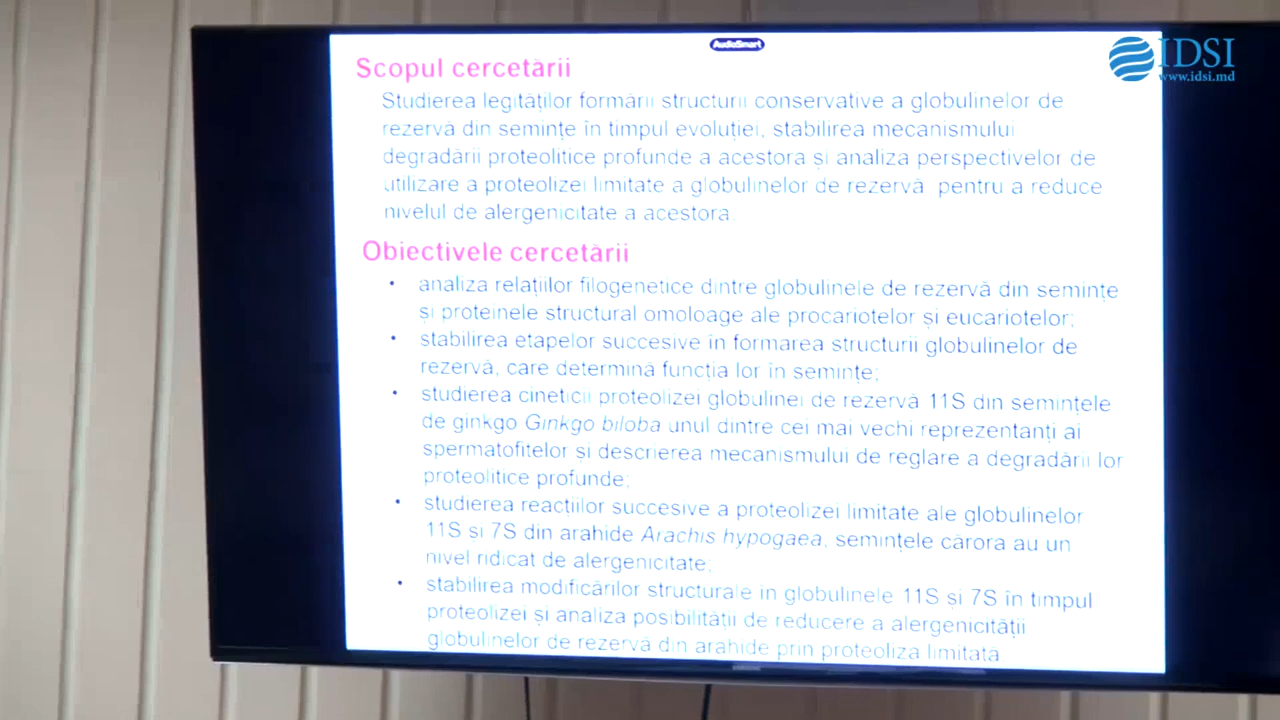 AudioSmart
IDSI
www.idsi.md
Scopul cercetării
Studierea legităților formării structurii conservative a globulinelor de
rezervă din semințe în timpul evoluției, stabilirea mecanismului
degradării proteolitice profunde a acestora și analiza perspectivelor de
utilizare a proteolizei limitate a globulinelor de rezervă pentru a reduce
nivelul de alergenicitate a acestora.
Obiectivele cercetării
• analiza relațiilor filogenetice dintre globulinele de rezervă din semințe
și proteinele structural omoloage ale procariotelor și eucariotelor;
• stabilirea etapelor succesive în formarea structurii globulinelor de
rezervă, care determină funcția lor în semințe;
• studierea cineticii proteolizei globulinei de rezervă 11S din semințele
de ginkgo Ginkgo biloba unul dintre cei mai vechi reprezentanți ai
spermatofitelor și descrierea mecanismului de reglare a degradării lor
proteolitice profunde;
• studierea reacțiilor succesive a proteolizei limitate ale globulinelor
11S si 7S din arahide Arachis hypogaea, semințele cărora au un
nivel ridicat de alergenicitate;
• stabilirea modificărilor structurale in globulinele 11S și 7S în timpul
proteolizei și analiza posibilității de reducere a alergenicității
globulinelor de rezervă din arahide prin proteoliza limitată.